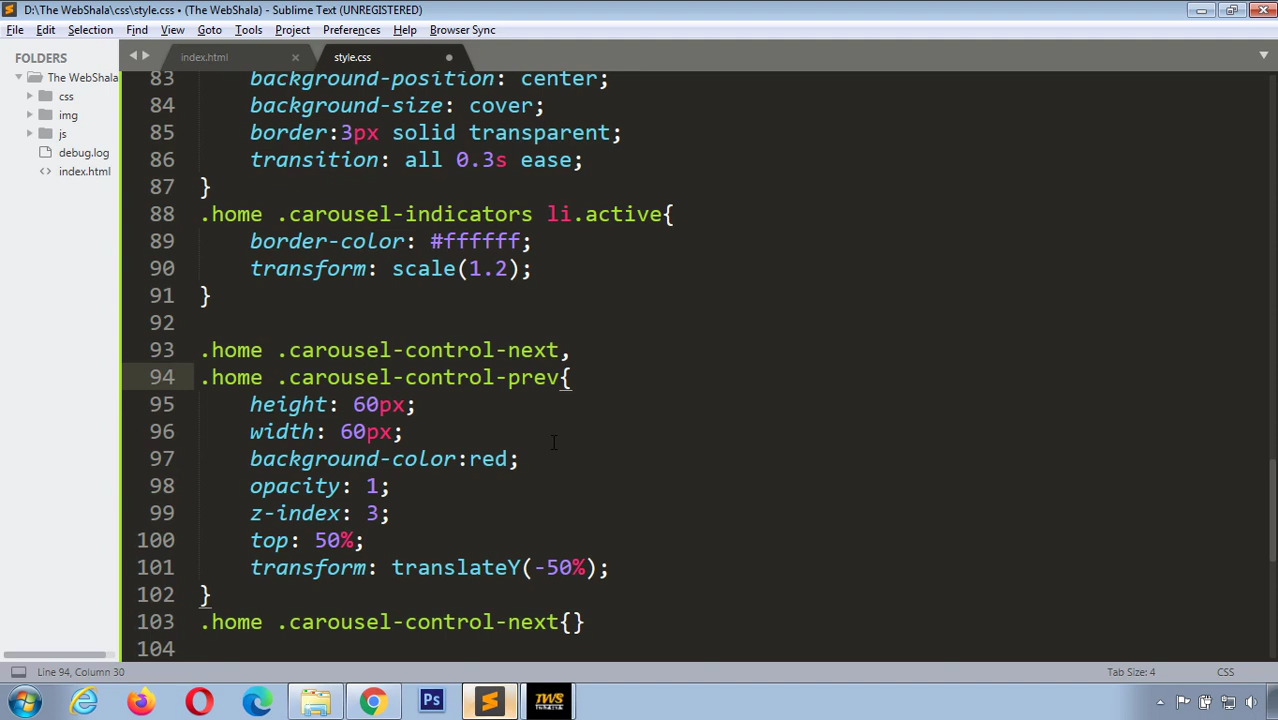 D:\The WebShala\css\style.css • (The WebShala) - Sublime Text (UNREGISTERED)
File Edit Selection Find View Goto Tools Project Preferences Help Browser Sync
FOLDERS
The WebShala
css
img
js
debug.log
index.html
index.html style.css
83 background-position: center;
84 background-size: cover;
85 border:3px solid transparent;
86 transition: all 0.3s ease;
87 }
88 .home .carousel-indicators li.active{
89 border-color: #ffffff;
90 transform: scale(1.2);
91 }
92
93 .home .carousel-control-next,
94 .home .carousel-control-prev{
95 height: 60px;
96 width: 60px;
97 background-color:red;
98 opacity: 1;
99 z-index: 3;
100 top: 50%;
101 transform: translateY(-50%);
102 }
103 .home .carousel-control-next{}
104
Line 94, Column 30 Tab Size: 4 CSS
Ps
TWS